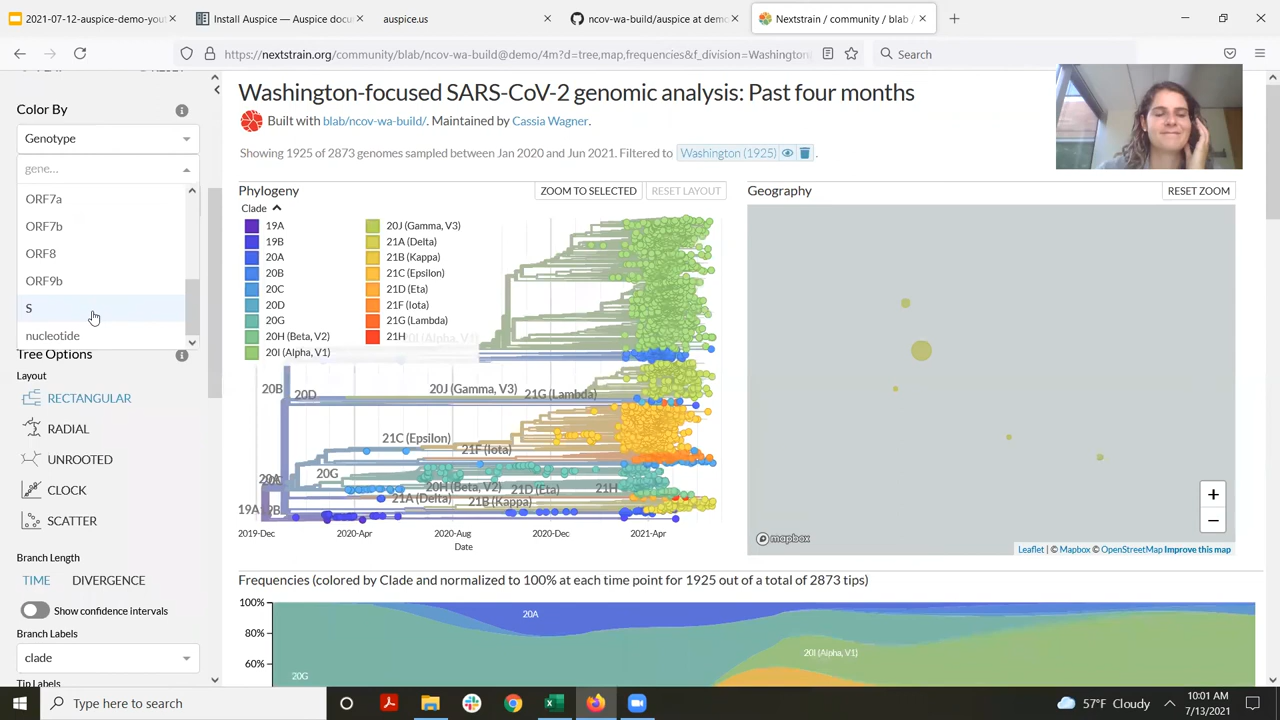 2021-07-12-auspice-demo-yout
Install Auspice — Auspice docu
auspice.us
ncov-wa-build/auspice at demo
Nextstrain / community / blab /
https://nextstrain.org/community/blab/ncov-wa-build@demo/4m?d=tree,map,frequencies&f_division=Washington
Search
Color By
Genotype
gene...
ORF7a
ORF7b
ORF8
ORF9b
S
nucleotide
Tree Options
Layout
RECTANGULAR
RADIAL
UNROOTED
CLOCK
SCATTER
Branch Length
TIME DIVERGENCE
Show confidence intervals
Branch Labels
clade
Tip Labels
Washington-focused SARS-CoV-2 genomic analysis: Past four months
Built with blab/ncov-wa-build/. Maintained by Cassia Wagner.
Showing 1925 of 2873 genomes sampled between Jan 2020 and Jun 2021. Filtered to Washington (1925) .
Phylogeny
ZOOM TO SELECTED
RESET LAYOUT
Clade
19A
19B
20A
20B
20C
20D
20G
20H (Beta, V2)
20I (Alpha, V1)
20J (Gamma, V3)
21A (Delta)
21B (Kappa)
21C (Epsilon)
21D (Eta)
21F (Iota)
21G (Lambda)
21H
20I (Alpha, V1)
20B
20D
20J (Gamma, V3)
21G (Lambda)
21C (Epsilon)
21F (Iota)
20G
20H (Beta, V2)
21D (Eta)
21H
21A (Delta)
21B (Kappa)
19A
2019-Dec 2020-Apr 2020-Aug 2020-Dec 2021-Apr
Date
Geography
RESET ZOOM
+
−
mapbox
Leaflet | © Mapbox © OpenStreetMap Improve this map
Frequencies (colored by Clade and normalized to 100% at each time point for 1925 out of a total of 2873 tips)
100%
80%
60%
20A
20I (Alpha, V1)
20G
Type here to search
57°F Cloudy
10:01 AM
7/13/2021